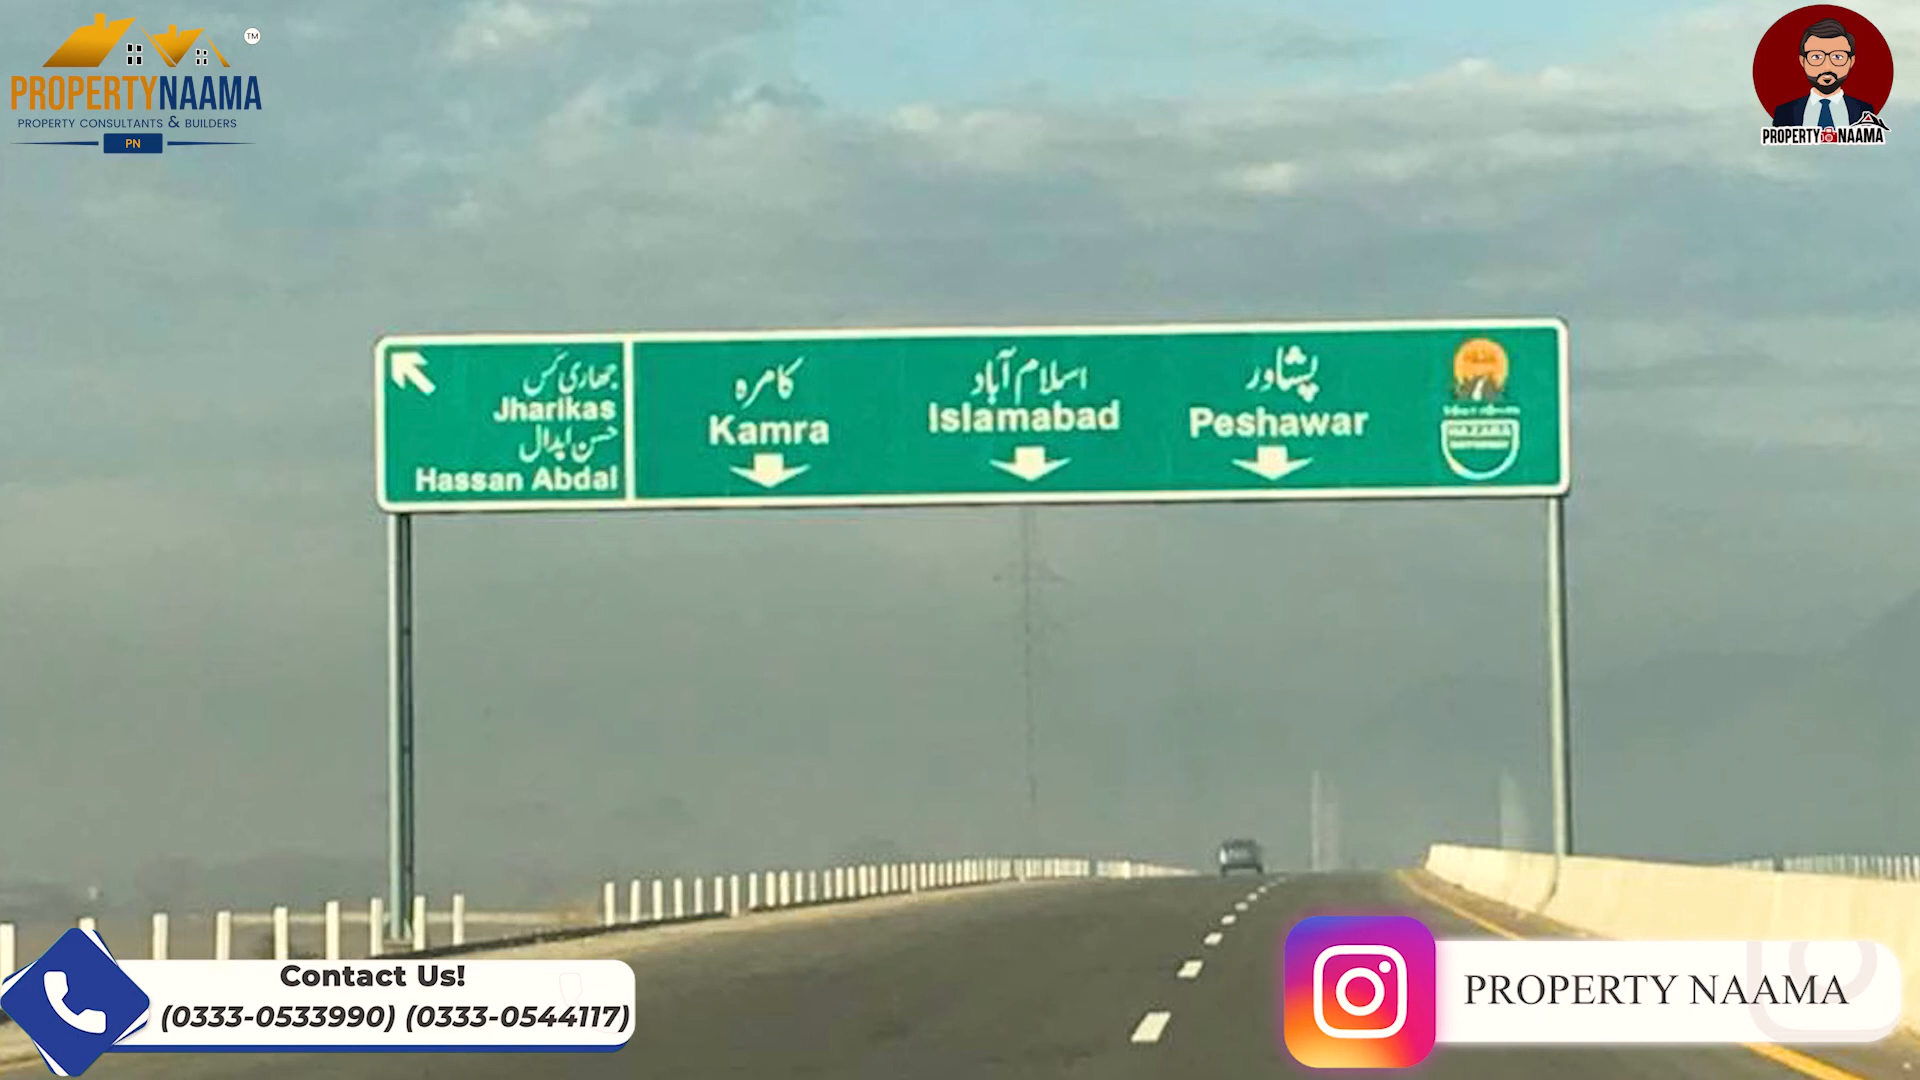 PROPERTYNAAMA
TM
PROPERTY CONSULTANTS & BUILDERS
PN
PROPERTY NAAMA
جھاری کس
Jharikas
حسن ابدال
Hassan Abdal
کامرہ
Kamra
اسلام آباد
Islamabad
پشاور
Peshawar
HAZARA
Contact Us!
(0333-0533990) (0333-0544117)
PROPERTY NAAMA